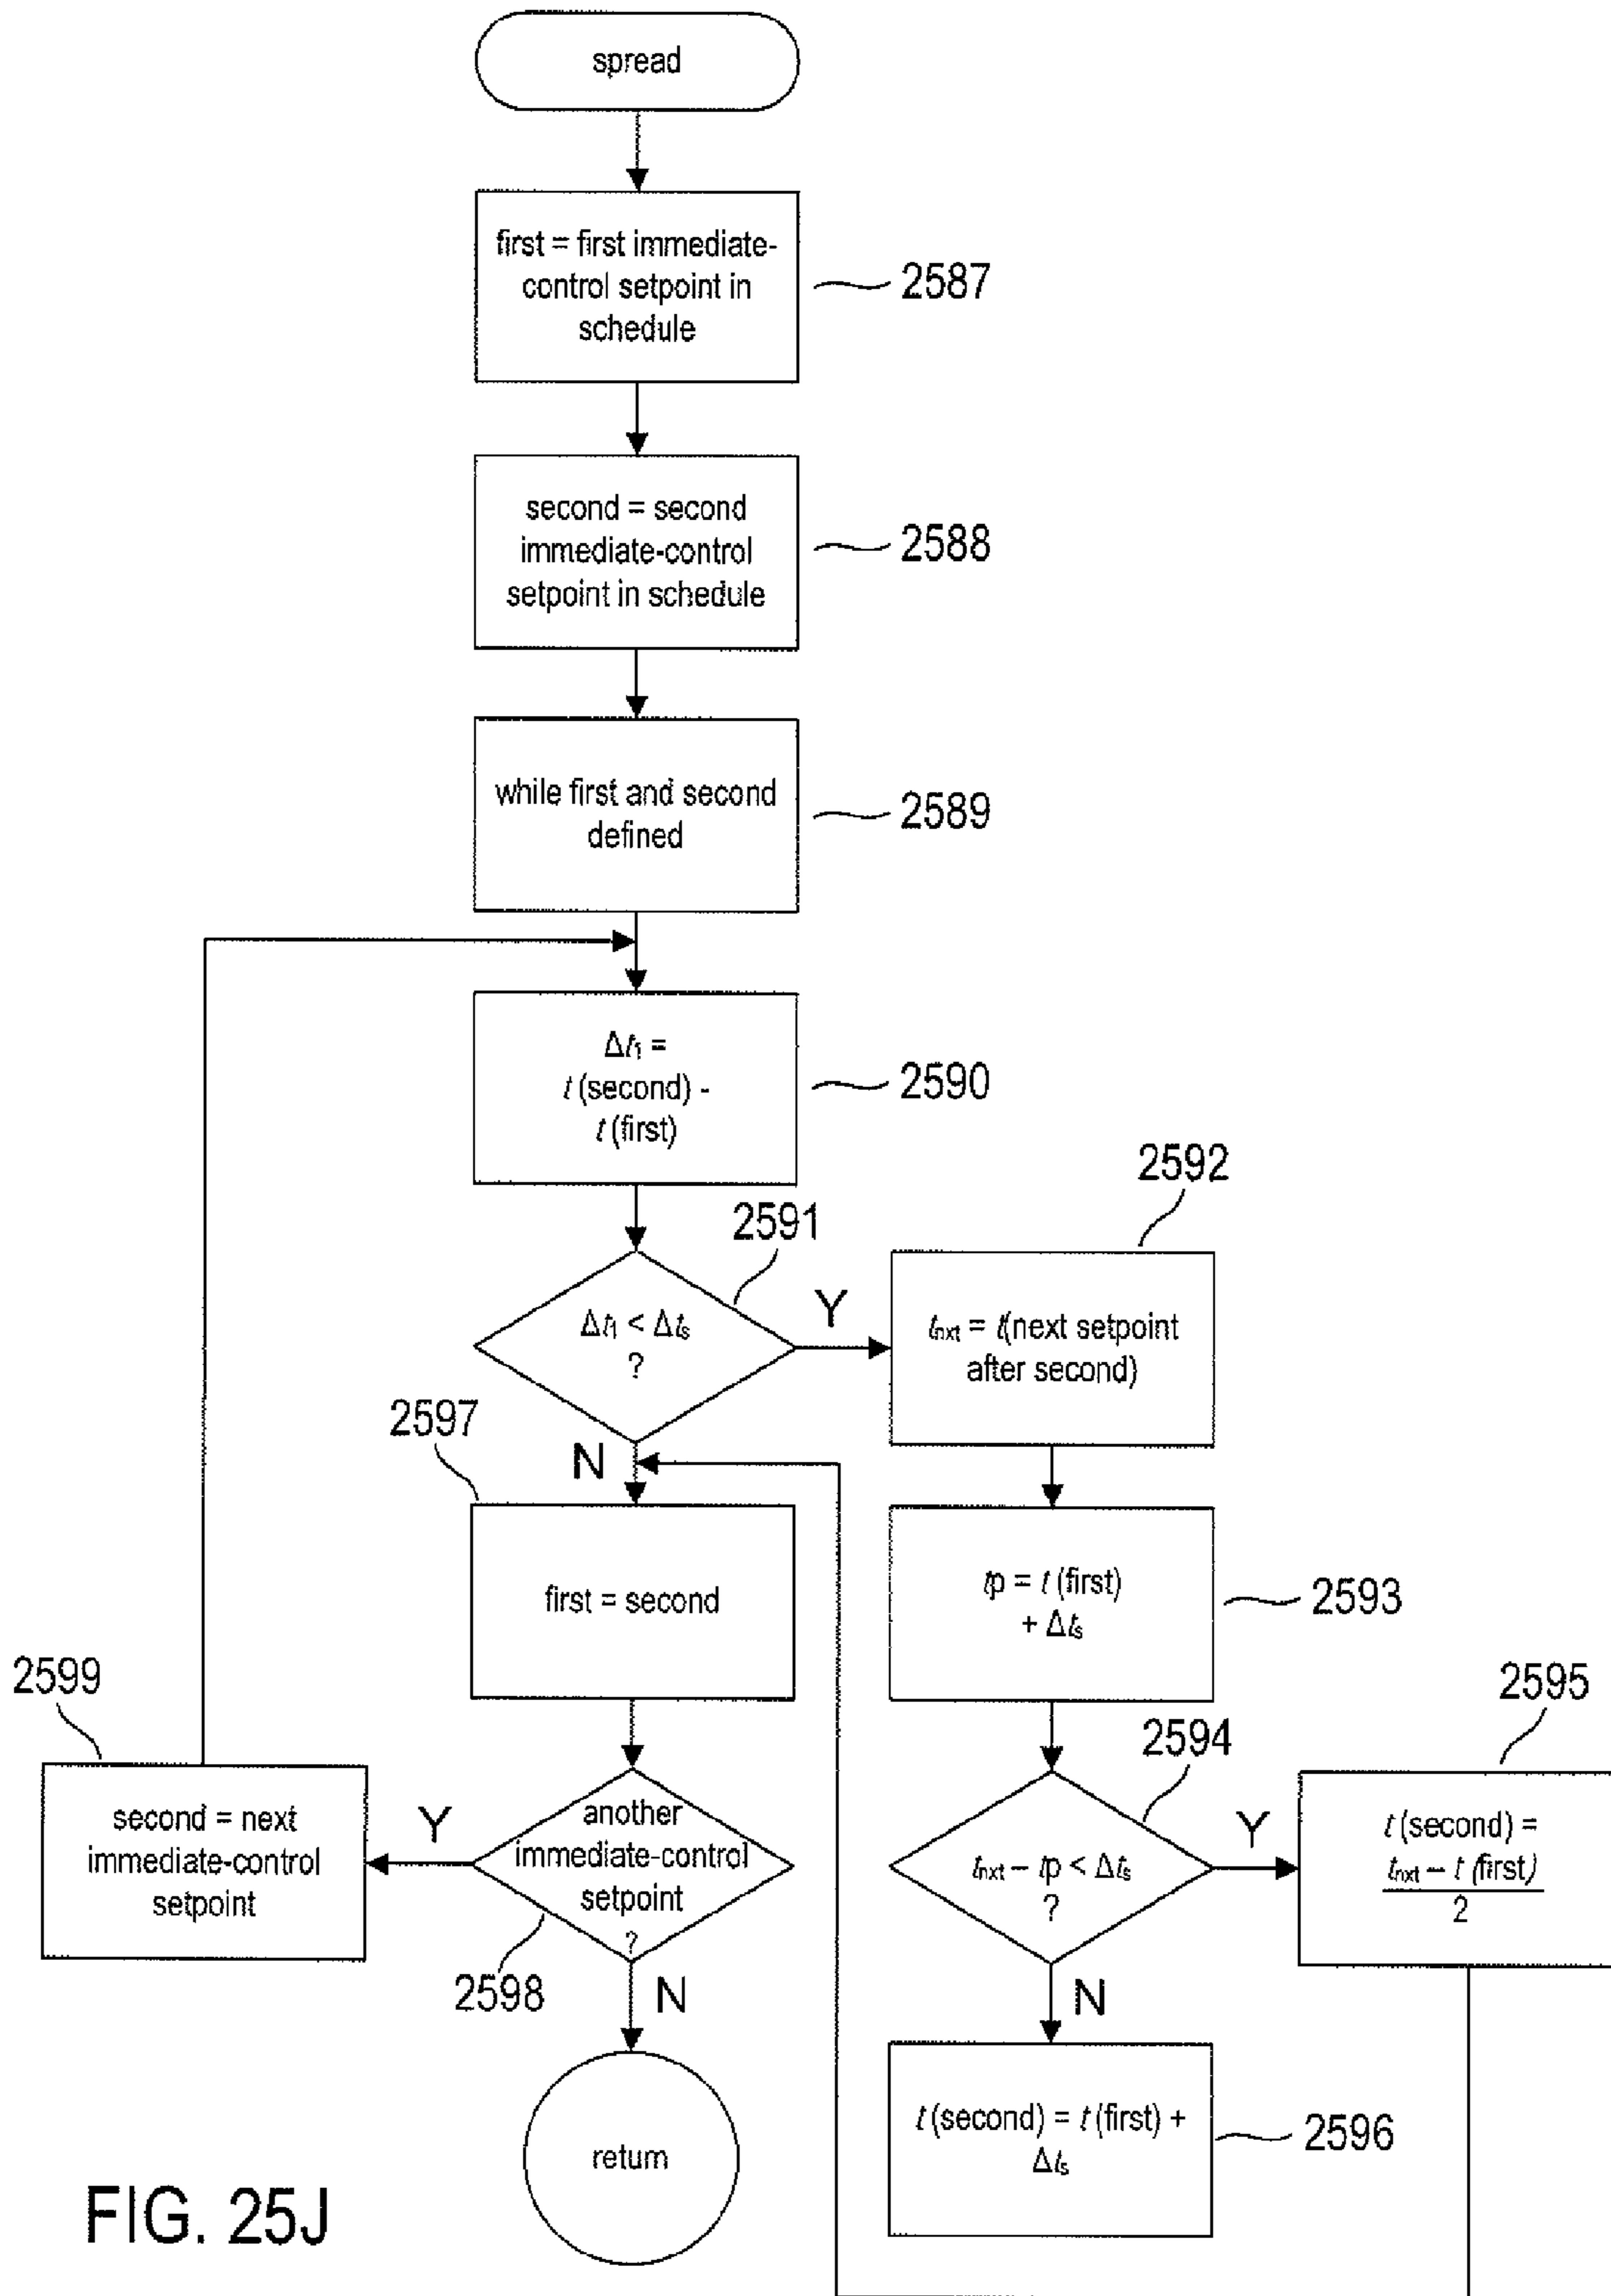 spread
first = first immediate-
control setpoint in
schedule
2587
second = second
immediate-control
setpoint in schedule
2588
while first and second
defined
2589
Δt1 =
t (second) -
t (first)
2590
2591
Δt1 < Δts
?
Y
N
2592
tnxt = t(next setpoint
after second)
tp = t (first)
+ Δts
2593
2594
tnxt – tp < Δts
?
Y
N
2595
t (second) =
tnxt – t (first)
2
t (second) = t (first) +
Δts
2596
2597
first = second
another
immediate-control
setpoint
?
2598
Y
N
2599
second = next
immediate-control
setpoint
return
FIG. 25J